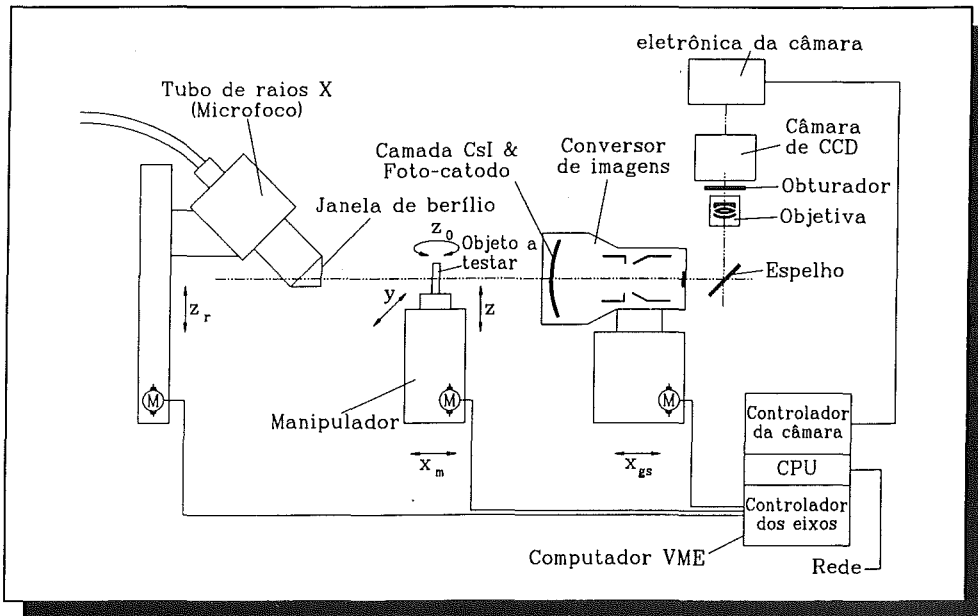 eletrônica da câmara
Tubo de raios X
(Microfoco)
Câmara
de CCD
Camada CsI &
Foto-catodo
Conversor
de imagens
Obturador
Objetiva
Janela de berílio
z₀
Objeto a
testar
Espelho
y
z
zᵣ
M
M
M
Manipulador
xₘ
x_gs
Controlador
da câmara
CPU
Controlador
dos eixos
Computador VME
Rede